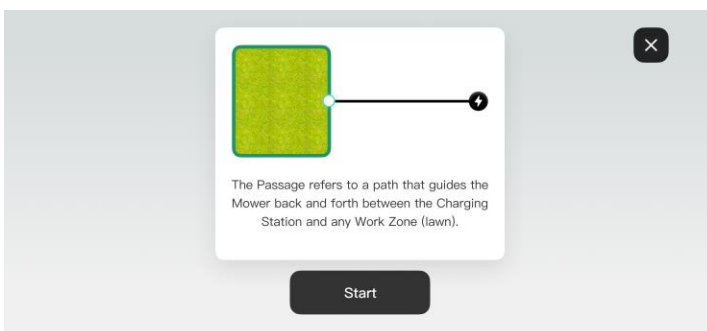 The Passage refers to a path that guides the
Mower back and forth between the Charging
Station and any Work Zone (lawn).
Start